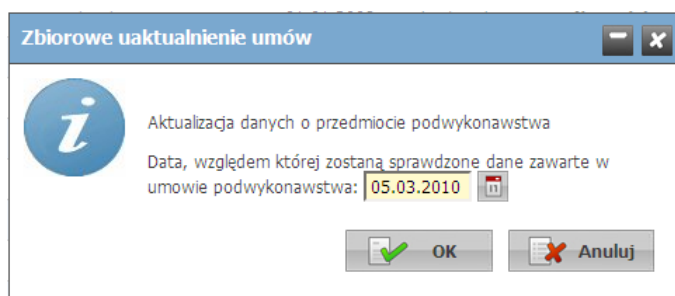 Zbiorowe uaktualnienie umów
Aktualizacja danych o przedmiocie podwykonawstwa
Data, względem której zostaną sprawdzone dane zawarte w
umowie podwykonawstwa: 05.03.2010
OK Anuluj